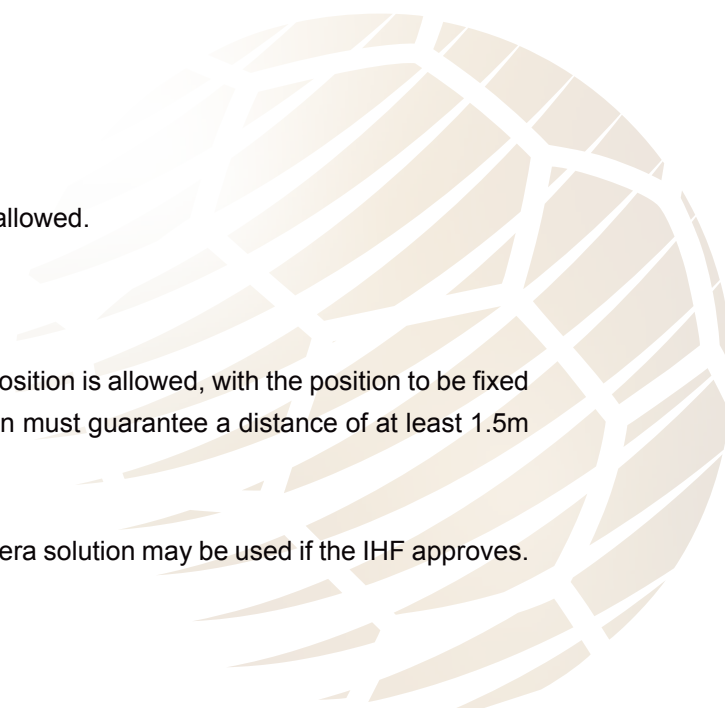 allowed.
osition is allowed, with the position to be fixed
n must guarantee a distance of at least 1.5m
era solution may be used if the IHF approves.